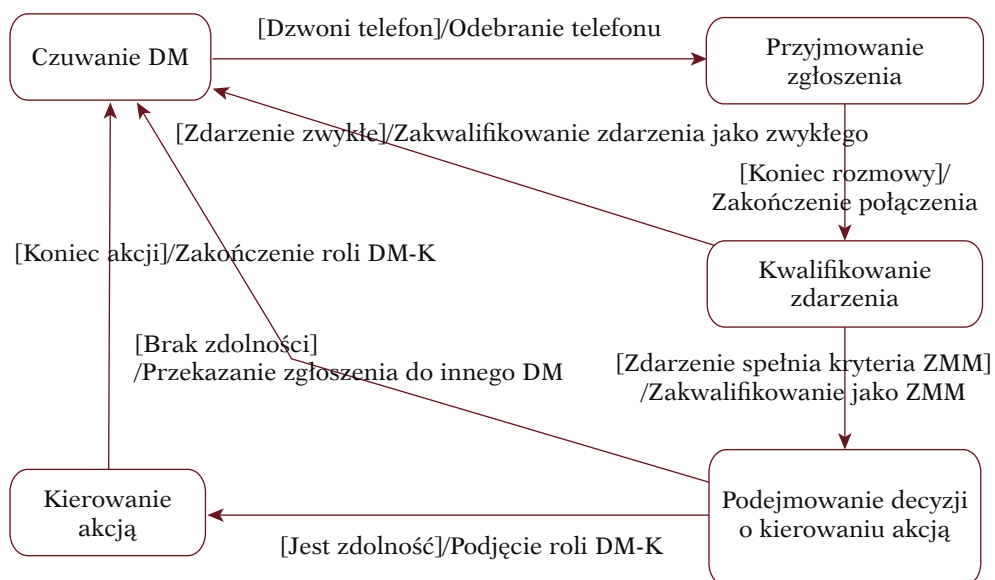 [Dzwoni telefon]/Odebranie telefonu
Czuwanie DM
Przyjmowanie
zgłoszenia
[Zdarzenie zwykłe]/Zakwalifikowanie zdarzenia jako zwykłego
[Koniec rozmowy]/
Zakończenie połączenia
[Koniec akcji]/Zakończenie roli DM-K
Kwalifikowanie
zdarzenia
[Brak zdolności]
/Przekazanie zgłoszenia do innego DM
[Zdarzenie spełnia kryteria ZMM]
/Zakwalifikowanie jako ZMM
Kierowanie
akcją
Podejmowanie decyzji
o kierowaniu akcją
[Jest zdolność]/Podjęcie roli DM-K